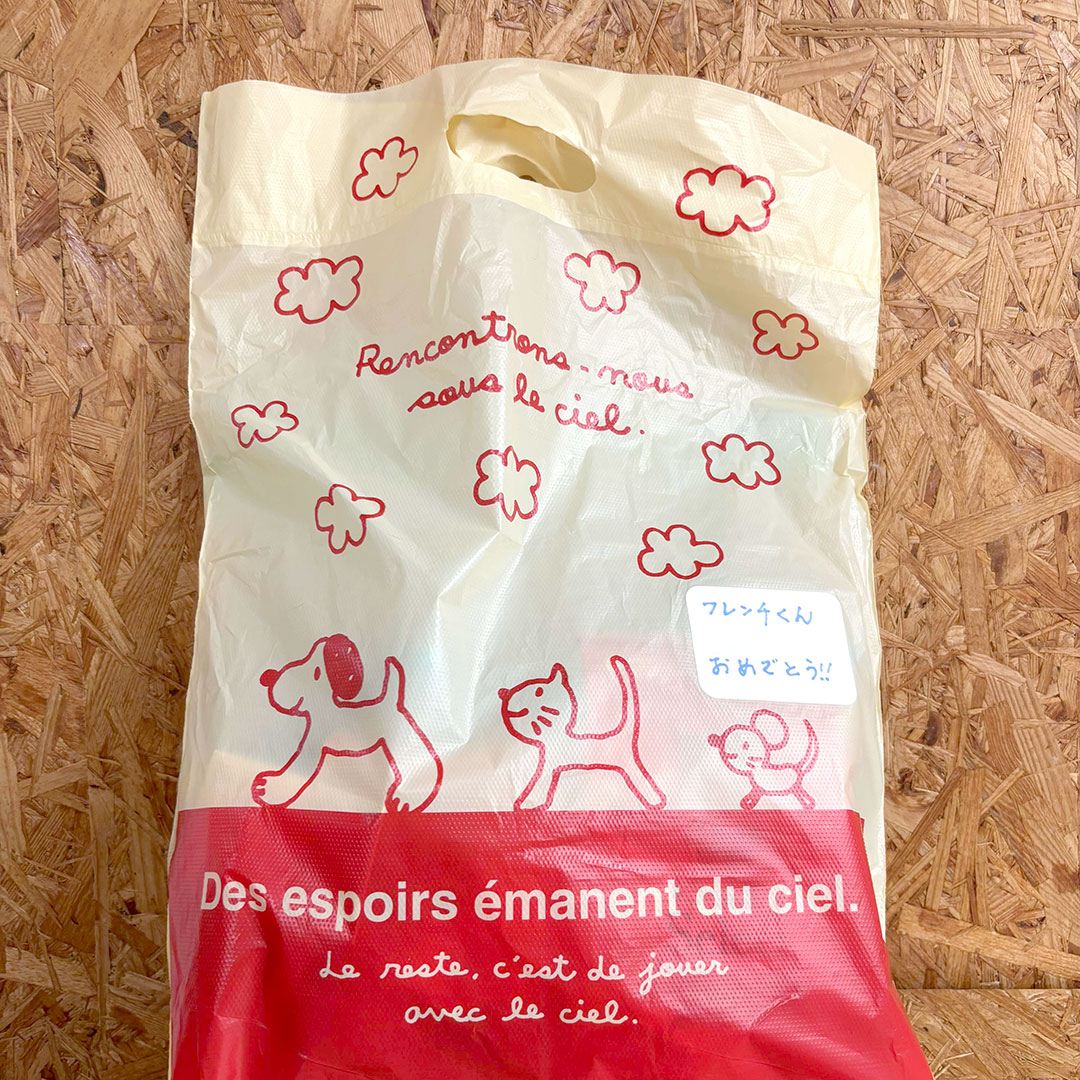 Rencontrons-nous
sous le ciel.
フレンチくん
おめでとう!!
Des espoirs émanent du ciel.
Le reste, c'est de jouer
avec le ciel.